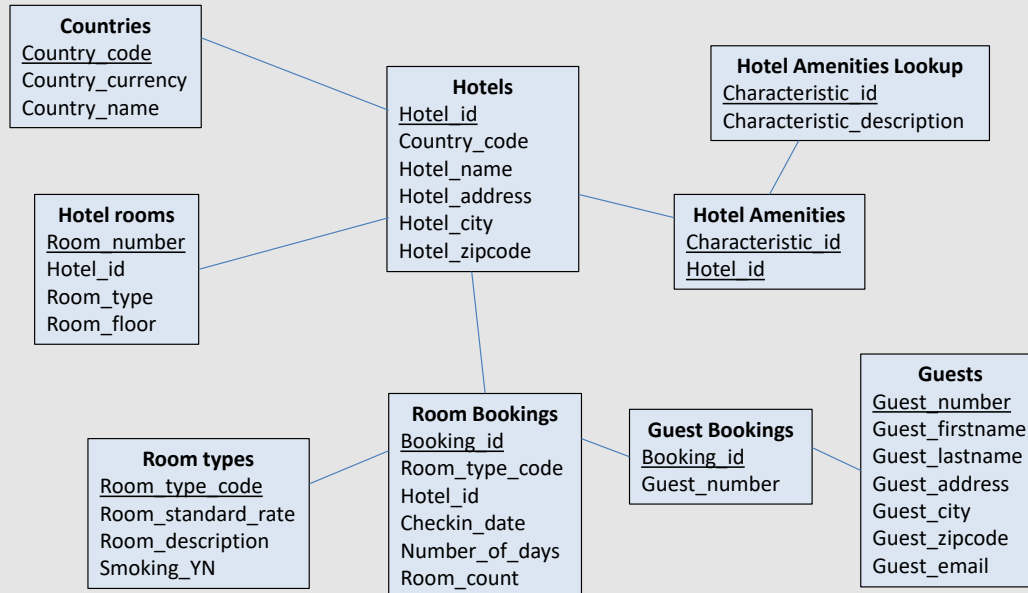 Countries
Country_code
Country_currency
Country_name
Hotels
Hotel_id
Country_code
Hotel_name
Hotel_address
Hotel_city
Hotel_zipcode
Hotel Amenities Lookup
Characteristic_id
Characteristic_description
Hotel rooms
Room_number
Hotel_id
Room_type
Room_floor
Hotel Amenities
Characteristic_id
Hotel_id
Room types
Room_type_code
Room_standard_rate
Room_description
Smoking_YN
Room Bookings
Booking_id
Room_type_code
Hotel_id
Checkin_date
Number_of_days
Room_count
Guest Bookings
Booking_id
Guest_number
Guests
Guest_number
Guest_firstname
Guest_lastname
Guest_address
Guest_city
Guest_zipcode
Guest_email